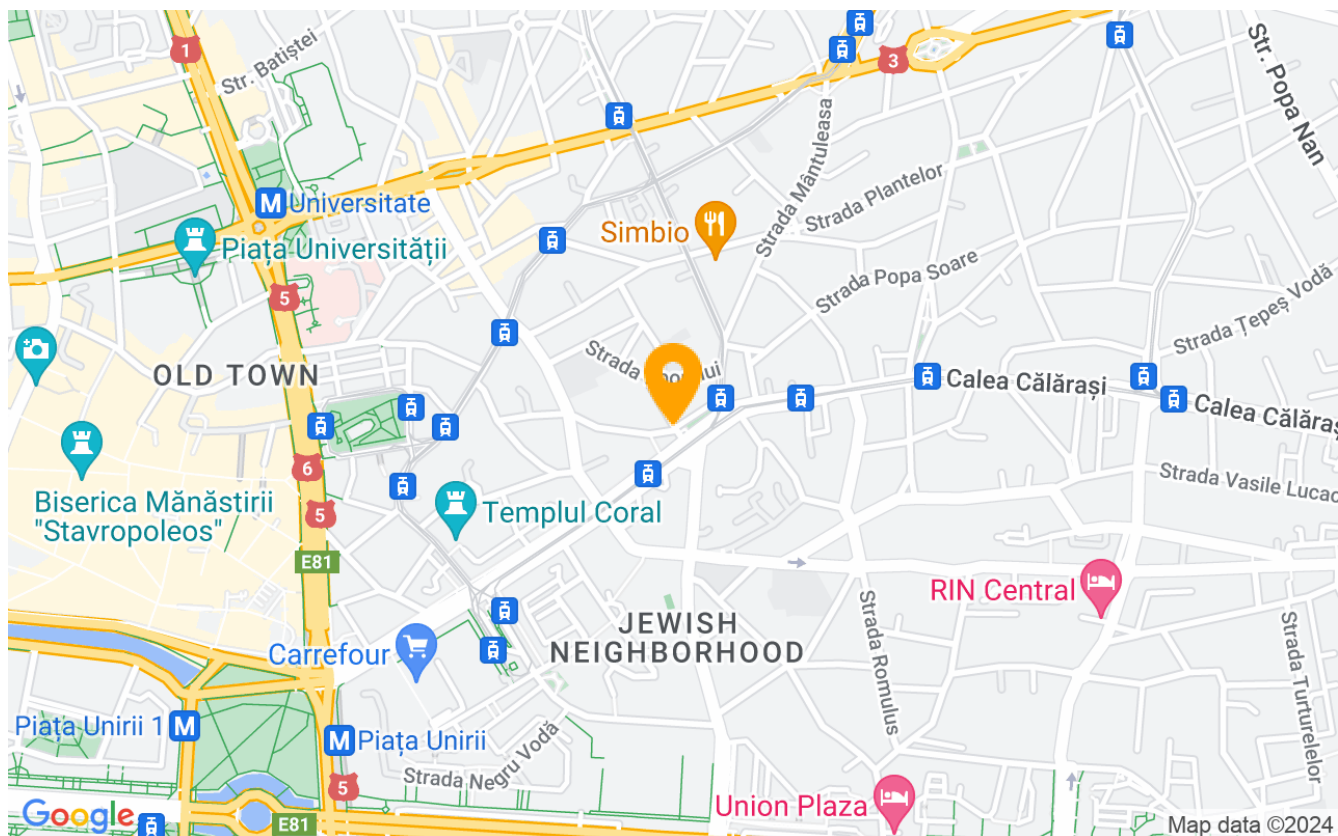 1
Str. Batiștei
3
Str. Popa Nan
M Universitate
Piața Universității
Simbio
Strada Mântuleasa
Strada Plantelor
Strada Popa Soare
5
Strada Țepeș Vodă
OLD TOWN
Strada
Calea Călărași
Calea Călăraș
6
5
Biserica Mănăstirii
"Stavropoleos"
Templul Coral
Strada Vasile Lucac
E81
RIN Central
JEWISH
NEIGHBORHOOD
Carrefour
Strada Romulus
Strada Turturelelor
Piața Unirii 1 M
M Piața Unirii
Strada Negru Vodă
5
Union Plaza
Google
E81
Map data ©2024